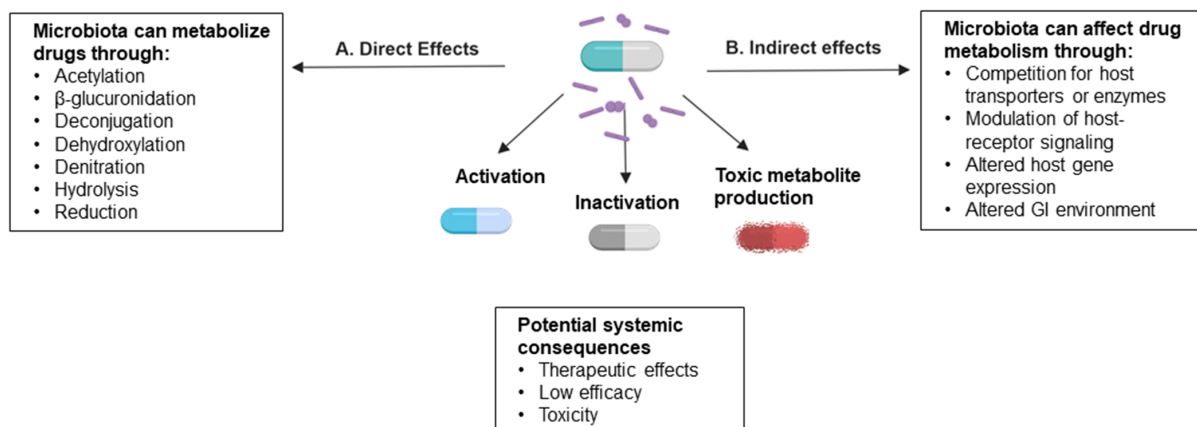 Microbiota can metabolize
drugs through:
• Acetylation
• β-glucuronidation
• Deconjugation
• Dehydroxylation
• Denitration
• Hydrolysis
• Reduction
A. Direct Effects
B. Indirect effects
Microbiota can affect drug
metabolism through:
• Competition for host
transporters or enzymes
• Modulation of host-
receptor signaling
• Altered host gene
expression
• Altered GI environment
Activation
Inactivation
Toxic metabolite
production
Potential systemic
consequences
• Therapeutic effects
• Low efficacy
• Toxicity